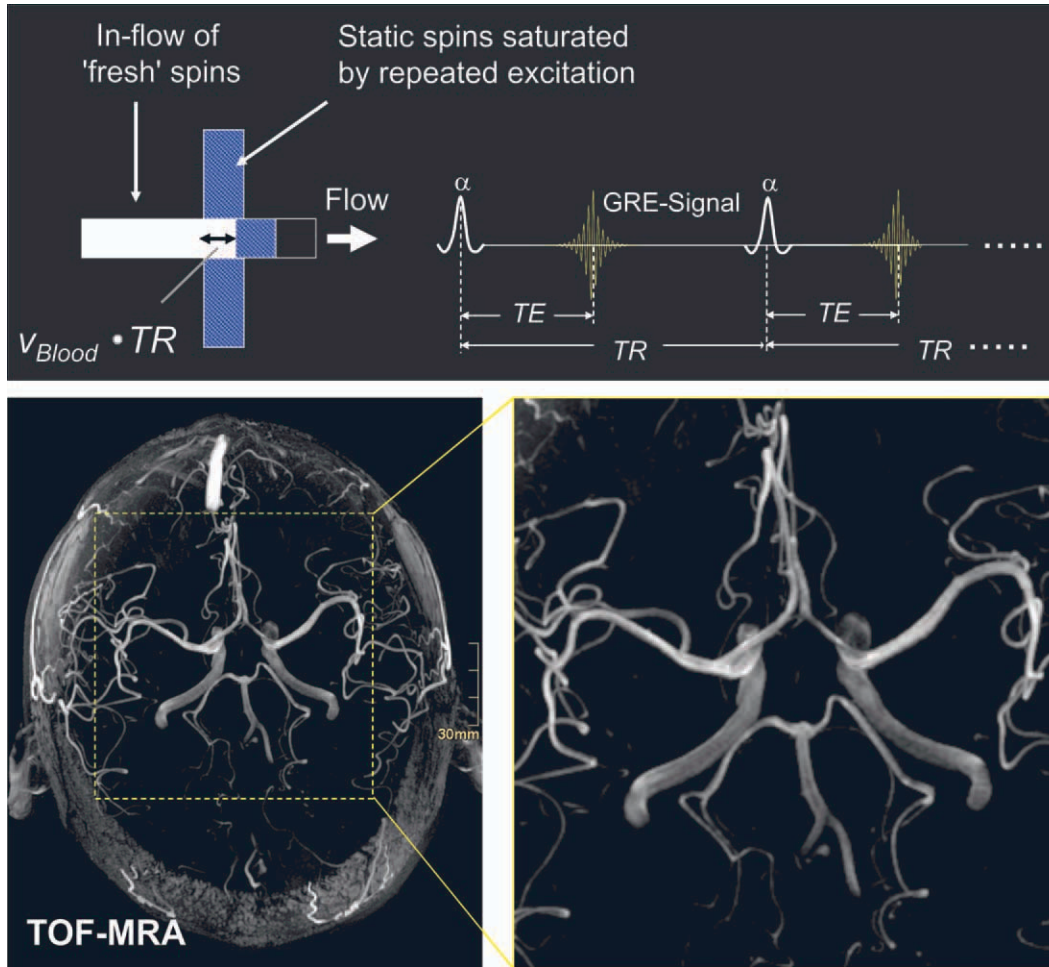 In-flow of
'fresh' spins
Static spins saturated
by repeated excitation
Flow
α
GRE-Signal
α
.....
v_Blood • TR
TE
TE
TR
TR .....
30mm
TOF-MRA